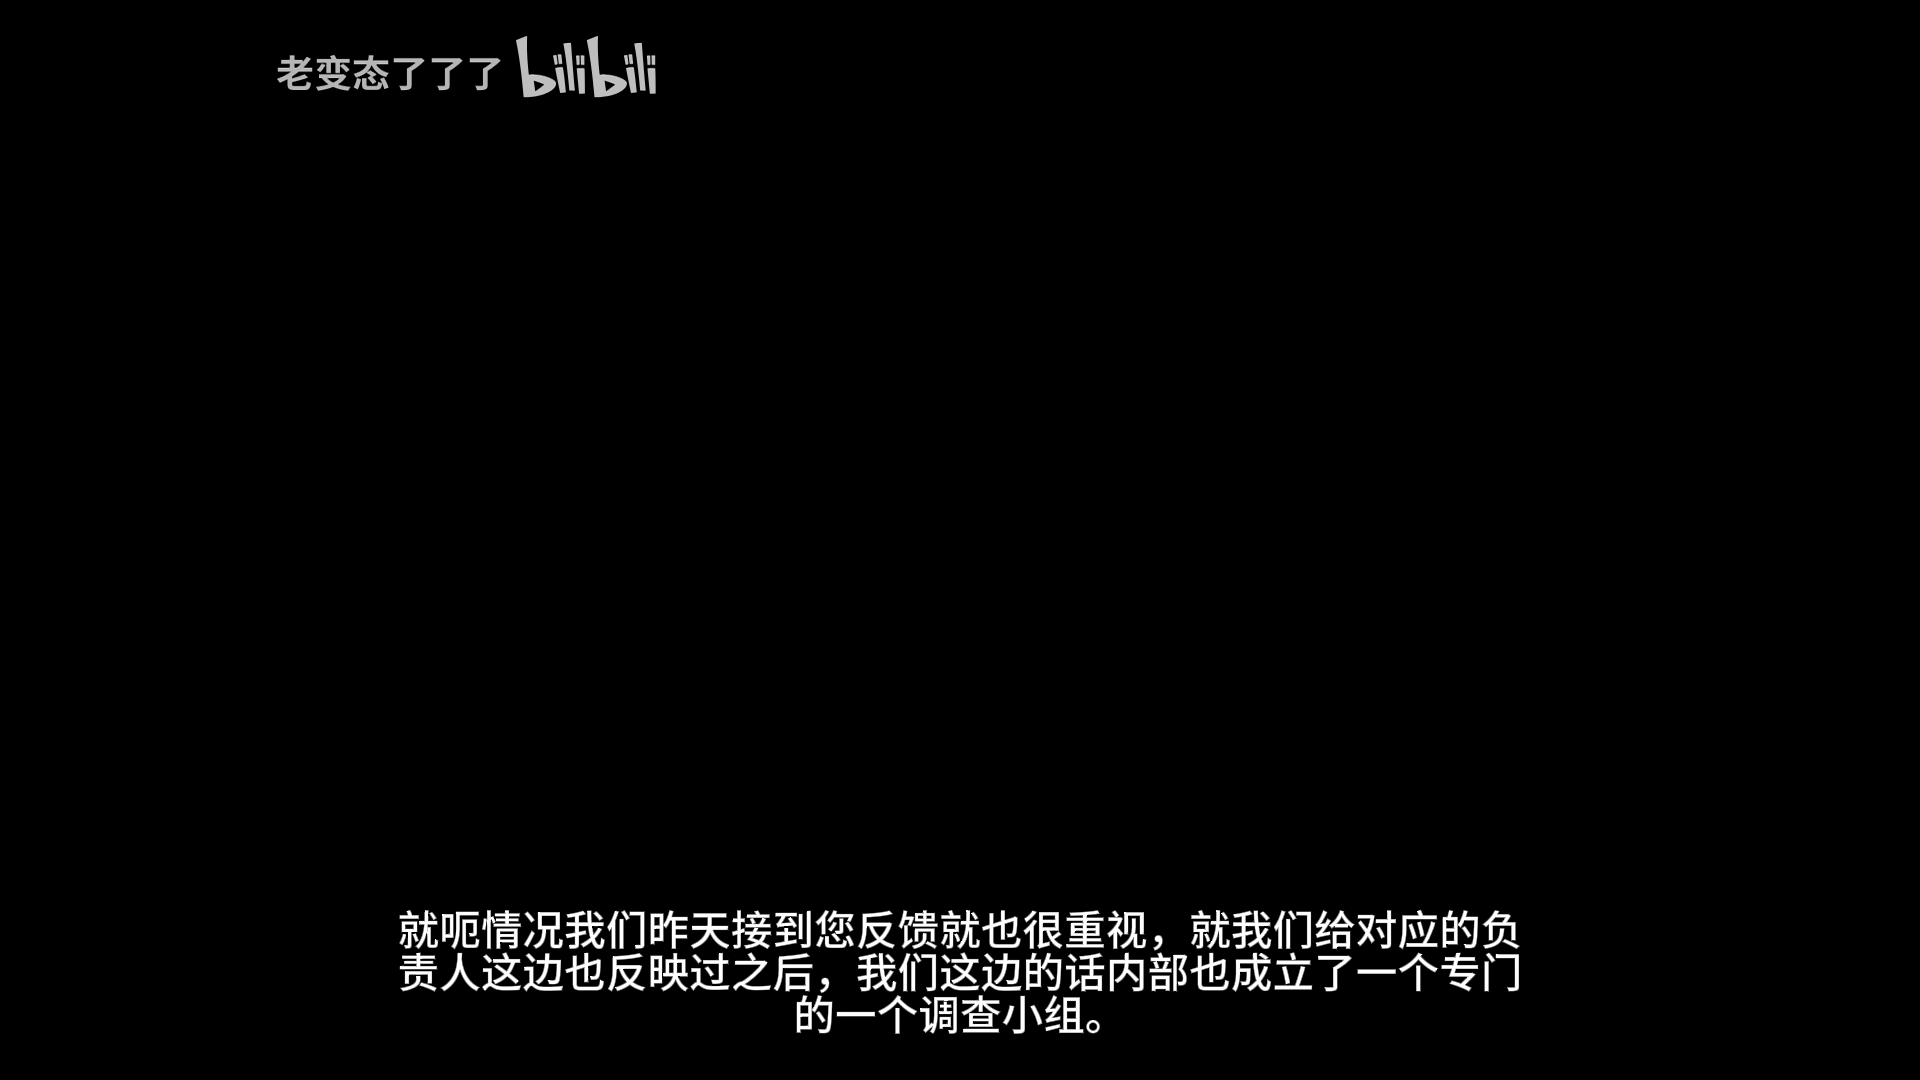 老变态了了了 bilibili
就呃情况我们昨天接到您反馈就也很重视，就我们给对应的负
责人这边也反映过之后，我们这边的话内部也成立了一个专门
的一个调查小组。